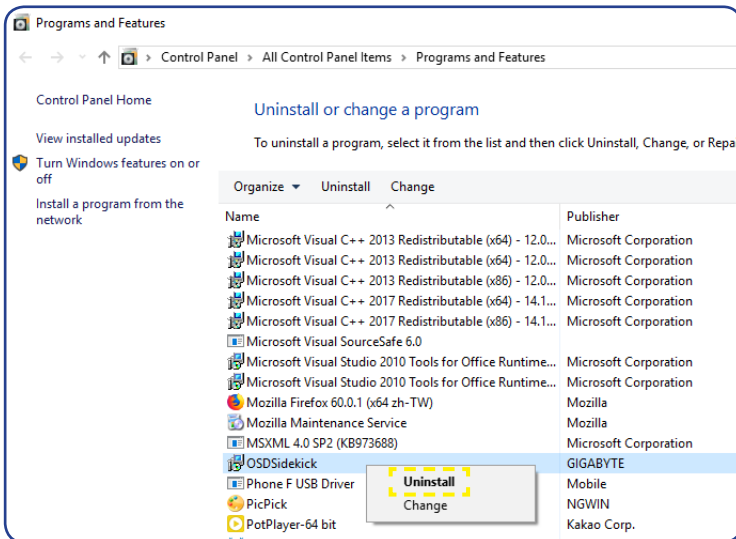 Programs and Features
Control Panel > All Control Panel Items > Programs and Features
Control Panel Home
View installed updates
Turn Windows features on or
off
Install a program from the
network
Uninstall or change a program
To uninstall a program, select it from the list and then click Uninstall, Change, or Repa
Organize Uninstall Change
Name Publisher
Microsoft Visual C++ 2013 Redistributable (x64) - 12.0... Microsoft Corporation
Microsoft Visual C++ 2013 Redistributable (x64) - 12.0... Microsoft Corporation
Microsoft Visual C++ 2013 Redistributable (x86) - 12.0... Microsoft Corporation
Microsoft Visual C++ 2017 Redistributable (x64) - 14.1... Microsoft Corporation
Microsoft Visual C++ 2017 Redistributable (x86) - 14.1... Microsoft Corporation
Microsoft Visual SourceSafe 6.0
Microsoft Visual Studio 2010 Tools for Office Runtime... Microsoft Corporation
Microsoft Visual Studio 2010 Tools for Office Runtime... Microsoft Corporation
Mozilla Firefox 60.0.1 (x64 zh-TW) Mozilla
Mozilla Maintenance Service Mozilla
MSXML 4.0 SP2 (KB973688) Microsoft Corporation
OSDSidekick GIGABYTE
Phone F USB Driver Mobile
PicPick NGWIN
PotPlayer-64 bit Kakao Corp.
Uninstall
Change